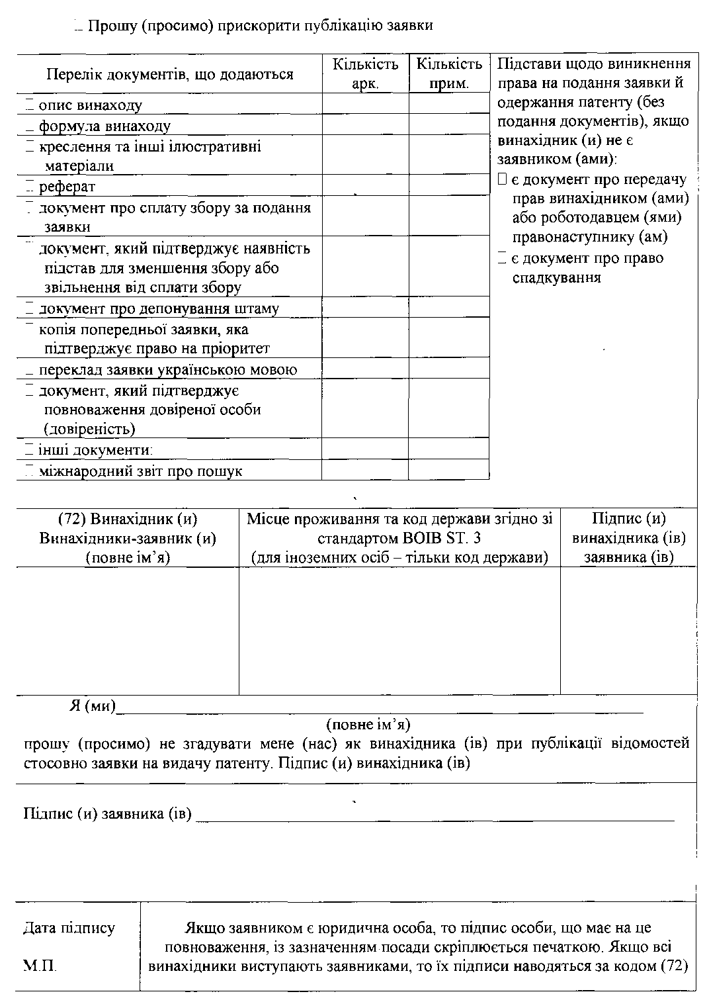 Прошу (просимо) прискорити публікацію заявки
Перелік документів, що додаються
Кількість
арк.
Кількість
прим.
опис винаходу
формула винаходу
креслення та інші ілюстративні
матеріали
реферат
документ про сплату збору за подання
заявки
документ, який підтверджує наявність
підстав для зменшення збору або
звільнення від сплати збору
документ про депонування штаму
копія попередньої заявки, яка
підтверджує право на пріоритет
переклад заявки українською мовою
документ, який підтверджує
повноваження довіреної особи
(довіреність)
інші документи:
міжнародний звіт про пошук
Підстави щодо виникнення
права на подання заявки й
одержання патенту (без
подання документів), якщо
винахідник (и) не є
заявником (ами):
☐ є документ про передачу
прав винахідником (ами)
або роботодавцем (ями)
правонаступнику (ам)
☐ є документ про право
спадкування
(72) Винахідник (и)
Винахідники-заявник (и)
(повне ім’я)
Місце проживання та код держави згідно зі
стандартом ВОІВ ST. 3
(для іноземних осіб – тільки код держави)
Підпис (и)
винахідника (ів)
заявника (ів)
Я (ми)
(повне ім’я)
прошу (просимо) не згадувати мене (нас) як винахідника (ів) при публікації відомостей
стосовно заявки на видачу патенту. Підпис (и) винахідника (ів)
Підпис (и) заявника (ів)
Дата підпису
М.П.
Якщо заявником є юридична особа, то підпис особи, що має на це
повноваження, із зазначенням посади скріплюється печаткою. Якщо всі
винахідники виступають заявниками, то їх підписи наводяться за кодом (72)